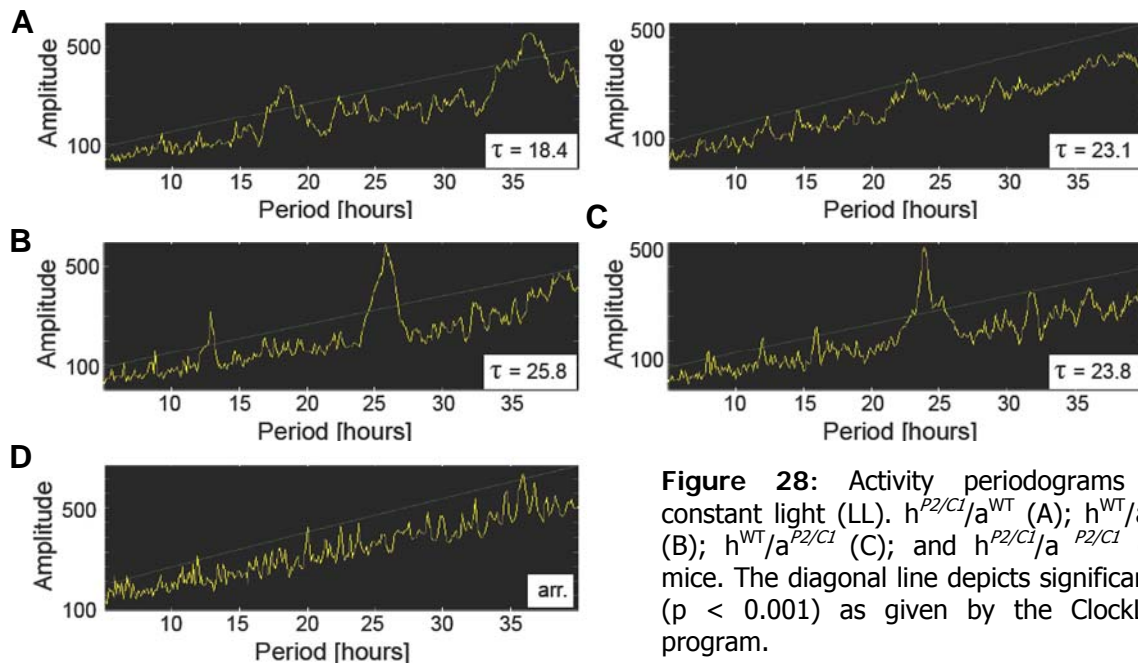 A
Amplitude
500
100
τ = 18.4
10 15 20 25 30 35
Period [hours]
Amplitude
500
100
τ = 23.1
10 15 20 25 30 35
Period [hours]
B
Amplitude
500
100
τ = 25.8
10 15 20 25 30 35
Period [hours]
C
Amplitude
500
100
τ = 23.8
10 15 20 25 30 35
Period [hours]
D
Amplitude
500
100
arr.
10 15 20 25 30 35
Period [hours]
Figure 28: Activity periodograms
constant light (LL). h^P2/C1/a^WT (A); h^WT/a
(B); h^WT/a^P2/C1 (C); and h^P2/C1/a ^P2/C1
mice. The diagonal line depicts significan
(p < 0.001) as given by the Clock
program.